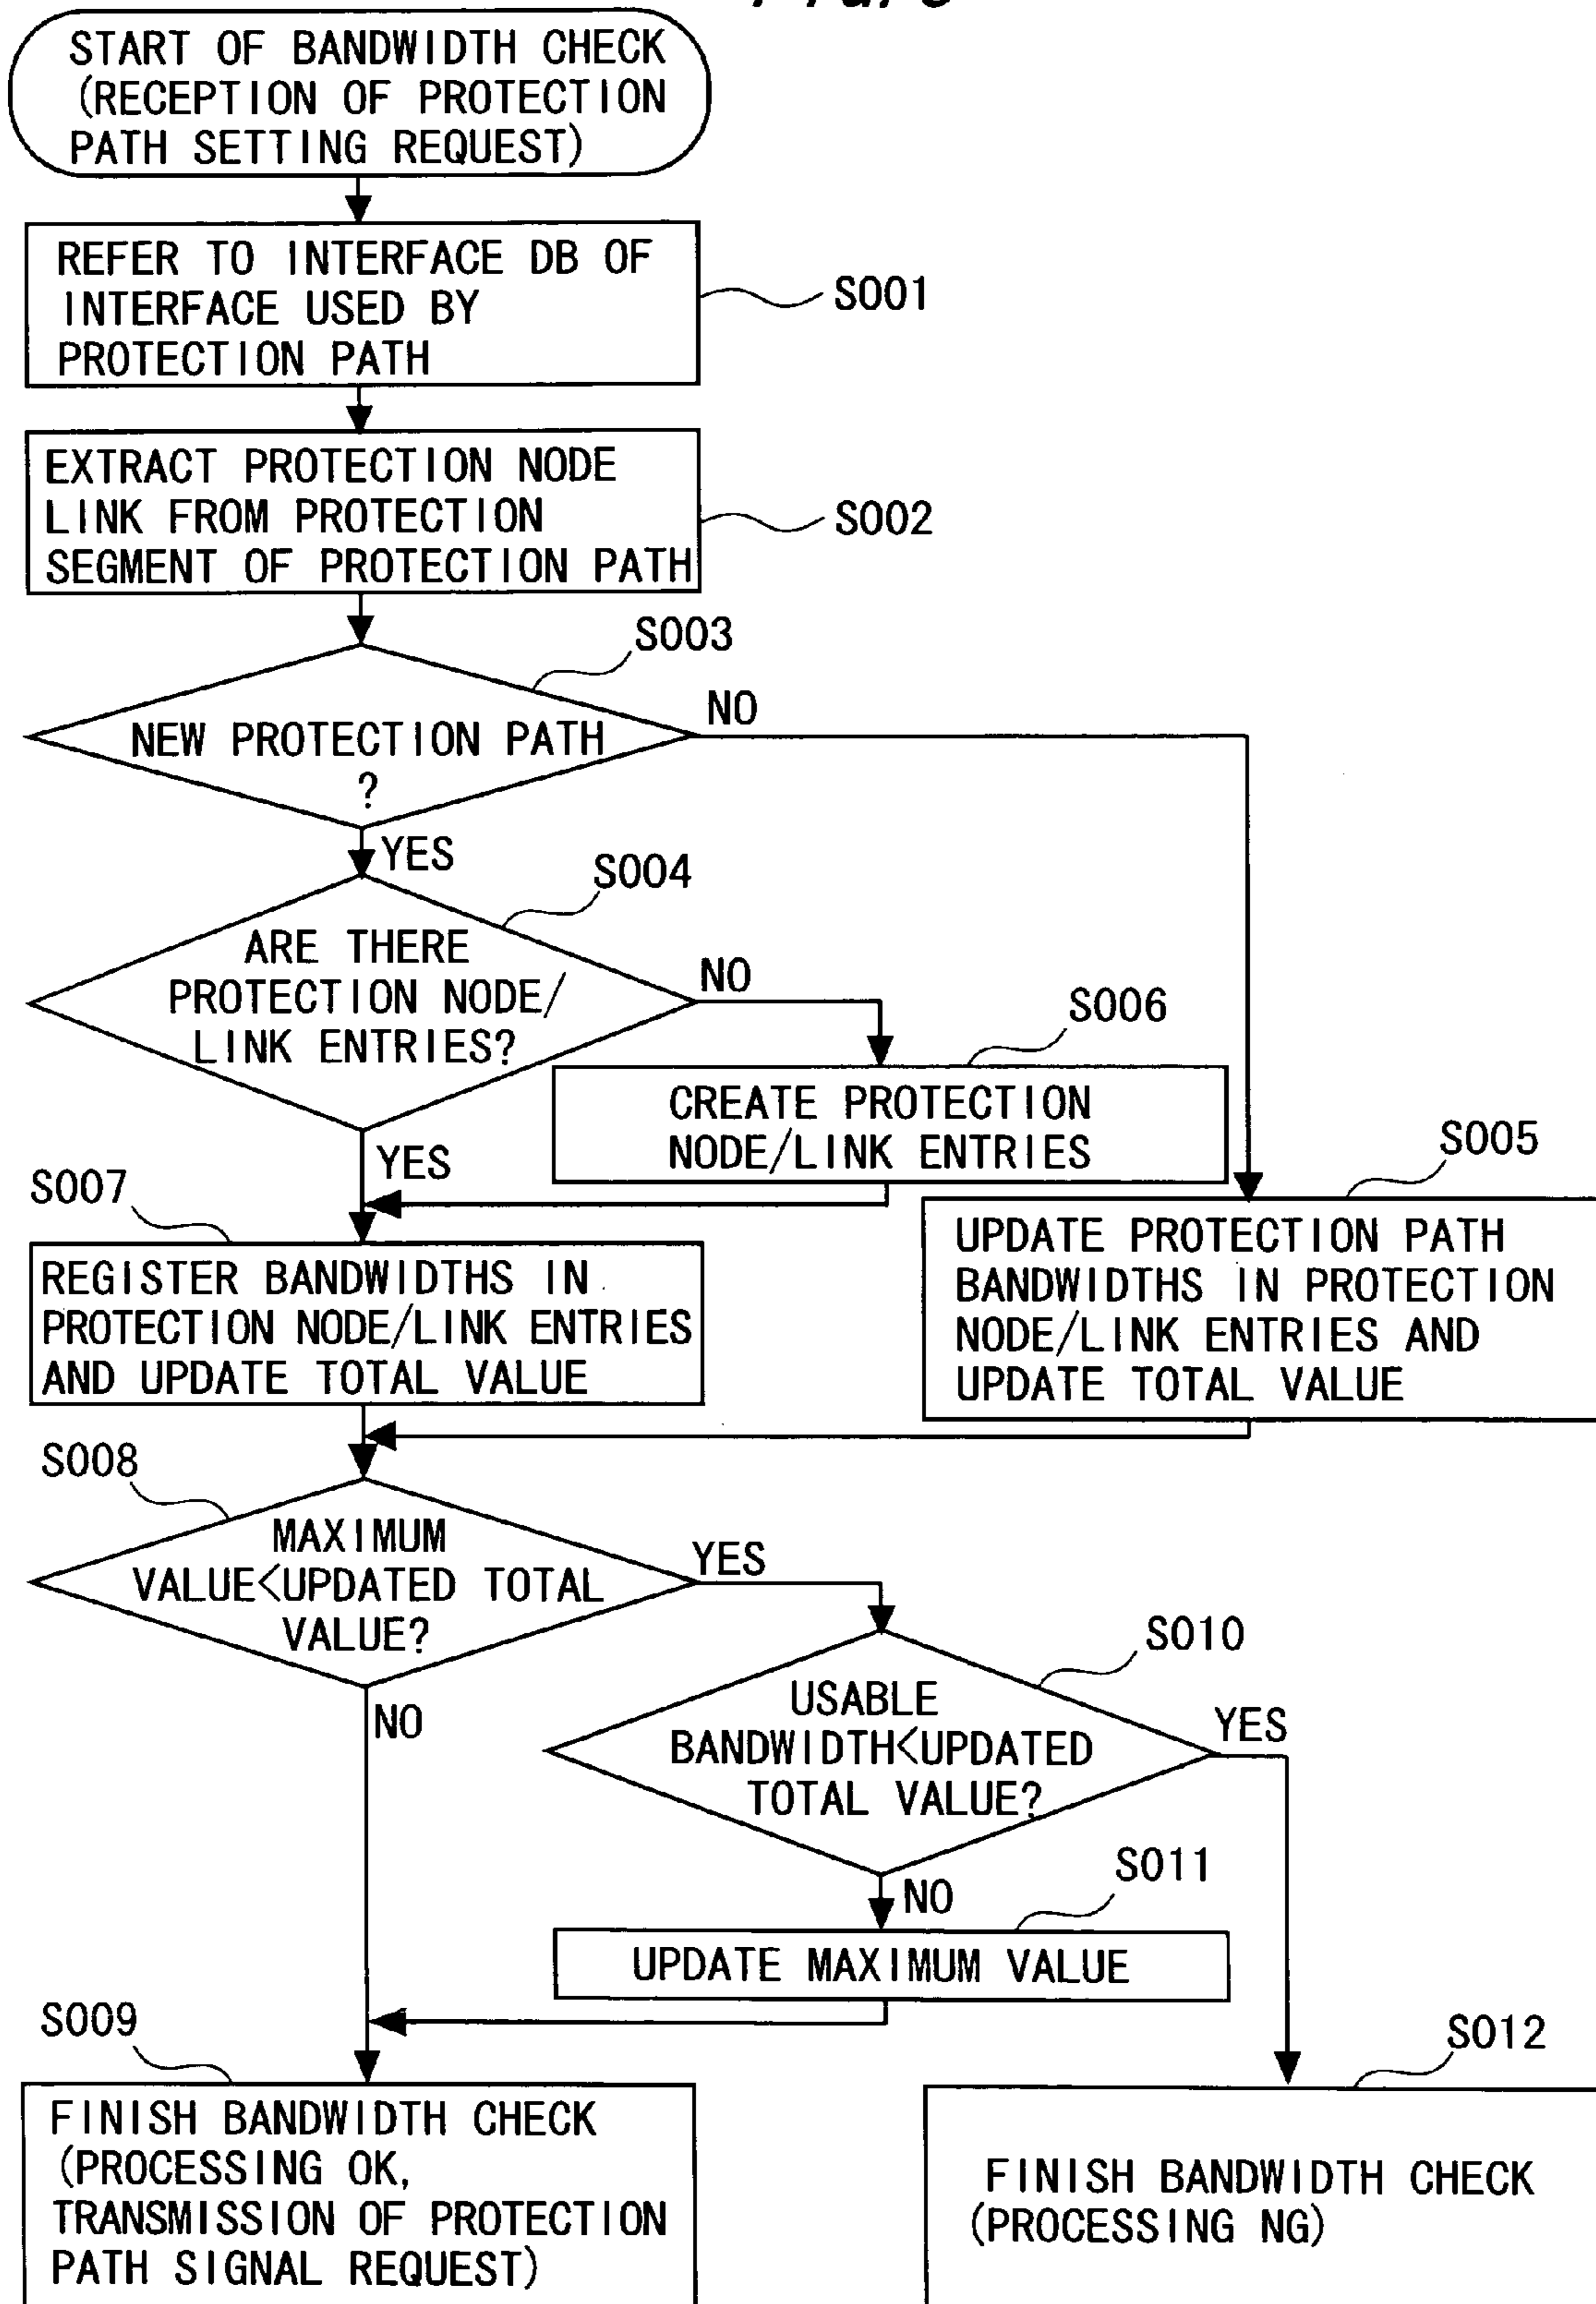 START OF BANDWIDTH CHECK
(RECEPTION OF PROTECTION
PATH SETTING REQUEST)
REFER TO INTERFACE DB OF
INTERFACE USED BY
PROTECTION PATH
S001
EXTRACT PROTECTION NODE
LINK FROM PROTECTION
SEGMENT OF PROTECTION PATH
S002
S003
NEW PROTECTION PATH
?
NO
YES
S004
ARE THERE
PROTECTION NODE/
LINK ENTRIES?
NO
YES
S006
CREATE PROTECTION
NODE/LINK ENTRIES
S005
UPDATE PROTECTION PATH
BANDWIDTHS IN PROTECTION
NODE/LINK ENTRIES AND
UPDATE TOTAL VALUE
S007
REGISTER BANDWIDTHS IN
PROTECTION NODE/LINK ENTRIES
AND UPDATE TOTAL VALUE
S008
MAXIMUM
VALUE<UPDATED TOTAL
VALUE?
YES
NO
S010
USABLE
BANDWIDTH<UPDATED
TOTAL VALUE?
YES
NO
S011
UPDATE MAXIMUM VALUE
S009
FINISH BANDWIDTH CHECK
(PROCESSING OK,
TRANSMISSION OF PROTECTION
PATH SIGNAL REQUEST)
S012
FINISH BANDWIDTH CHECK
(PROCESSING NG)